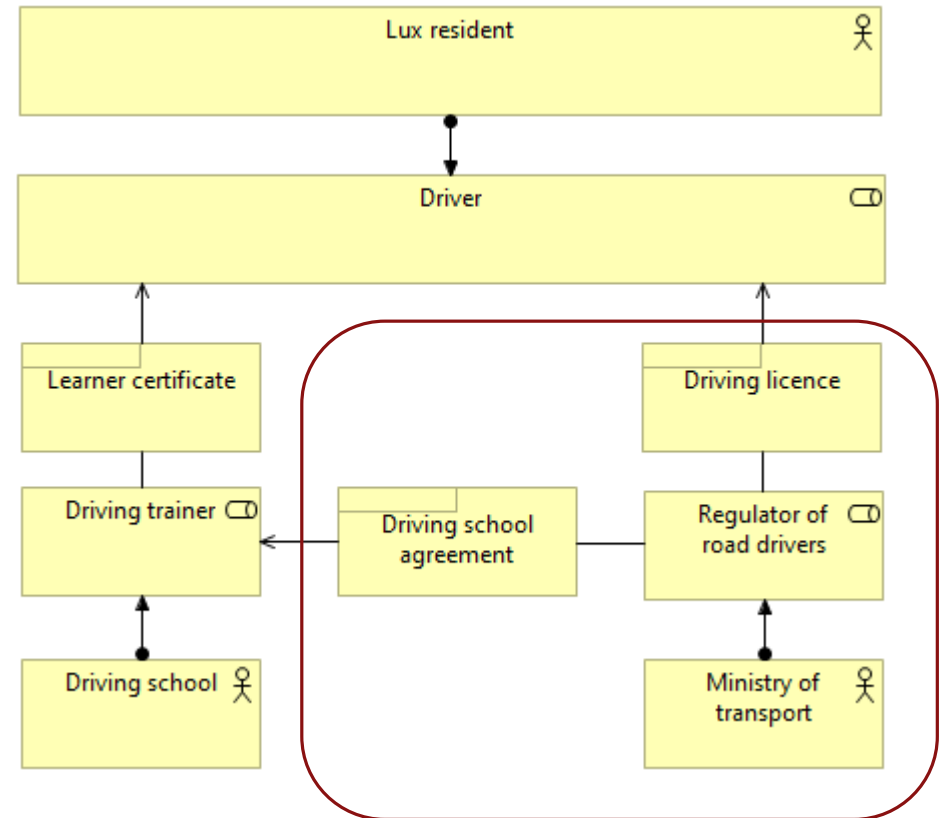 Lux resident
Driver
Learner certificate
Driving licence
Driving trainer
Driving school
agreement
Regulator of
road drivers
Driving school
Ministry of
transport